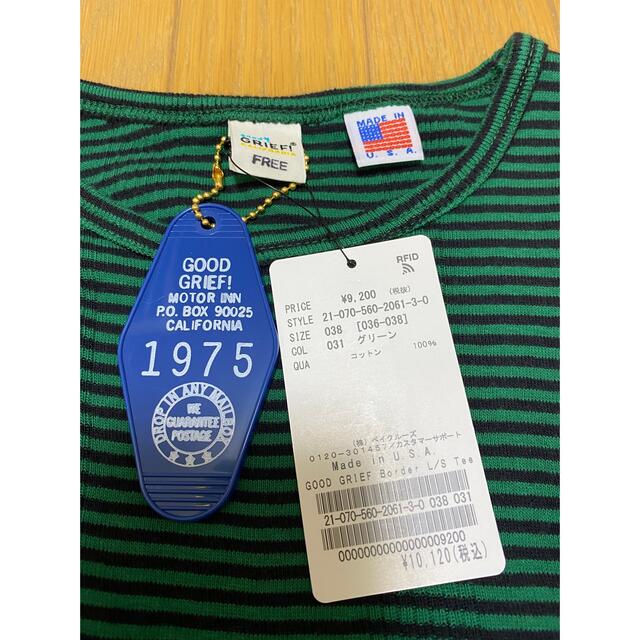 GRIEF!
CALIFORNIA
FREE
MADE IN
U. S. A.
GOOD
GRIEF!
MOTOR INN
P.O. BOX 90025
CALIFORNIA
1975
DROP IN ANY MAIL BOX
WE
GUARANTEE
POSTAGE
RFID
PRICE ¥9,200 (税抜)
STYLE 21-070-560-2061-3-0
SIZE 038 [036-038]
COL 031 グリーン
QUA コットン 100%
(株)ベイクルーズ
0120-301457/カスタマーサポート
Made in U.S.A.
GOOD GRIEF Border L/S Tee
21-070-560-2061-3-0 038 031
00000000000000009200
¥10,120(税込)